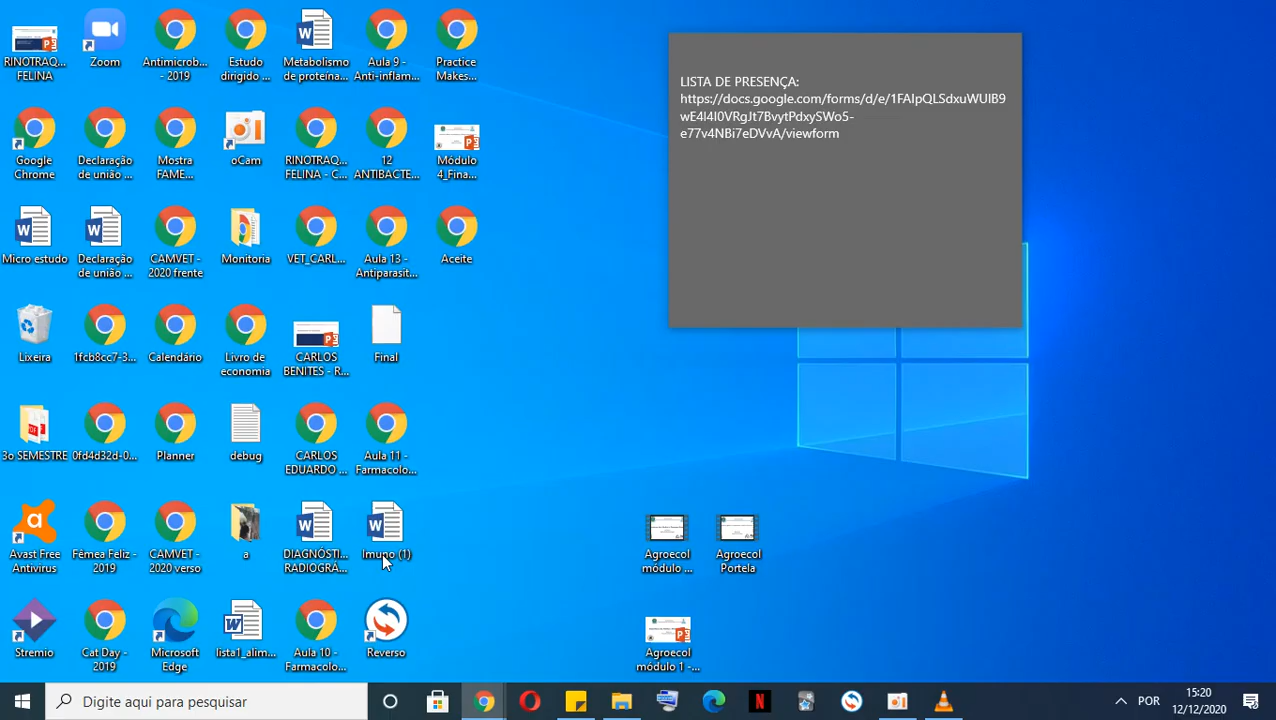 RINOTRAQ...
FELINA
Zoom
Antimicrob...
- 2019
Estudo
dirigido ...
Metabolismo
de proteína...
Aula 9 -
Anti-inflam...
Practice
Makes...
Google
Chrome
Declaração
de união ...
Mostra
FAME...
oCam
RINOTRAQ...
FELINA - C...
12
ANTIBACTE...
Módulo
4_Fina...
Micro estudo
Declaração
de união ...
CAMVET -
2020 frente
Monitoria
VET_CARL...
Aula 13 -
Antiparasit...
Aceite
Lixeira
1fcb8cc7-3...
Calendário
Livro de
economia
CARLOS
BENITES - R...
Final
3o SEMESTRE
0fd4d32d-0...
Planner
debug
CARLOS
EDUARDO ...
Aula 11 -
Farmacolo...
Avast Free
Antivirus
Fêmea Feliz -
2019
CAMVET -
2020 verso
a
DIAGNÓSTI...
RADIOGRÁ...
Imuno (1)
Stremio
Cat Day -
2019
Microsoft
Edge
lista1_alim...
Aula 10 -
Farmacolo...
Reverso
LISTA DE PRESENÇA:
https://docs.google.com/forms/d/e/1FAIpQLSdxuWUIB9
wE4l4I0VRgJt7BvytPdxySWo5-
e77v4NBi7eDVvA/viewform
Agroecol
módulo ...
Agroecol
Portela
Agroecol
módulo 1 -...
Digite aqui para pesquisar
POR
15:20
12/12/2020